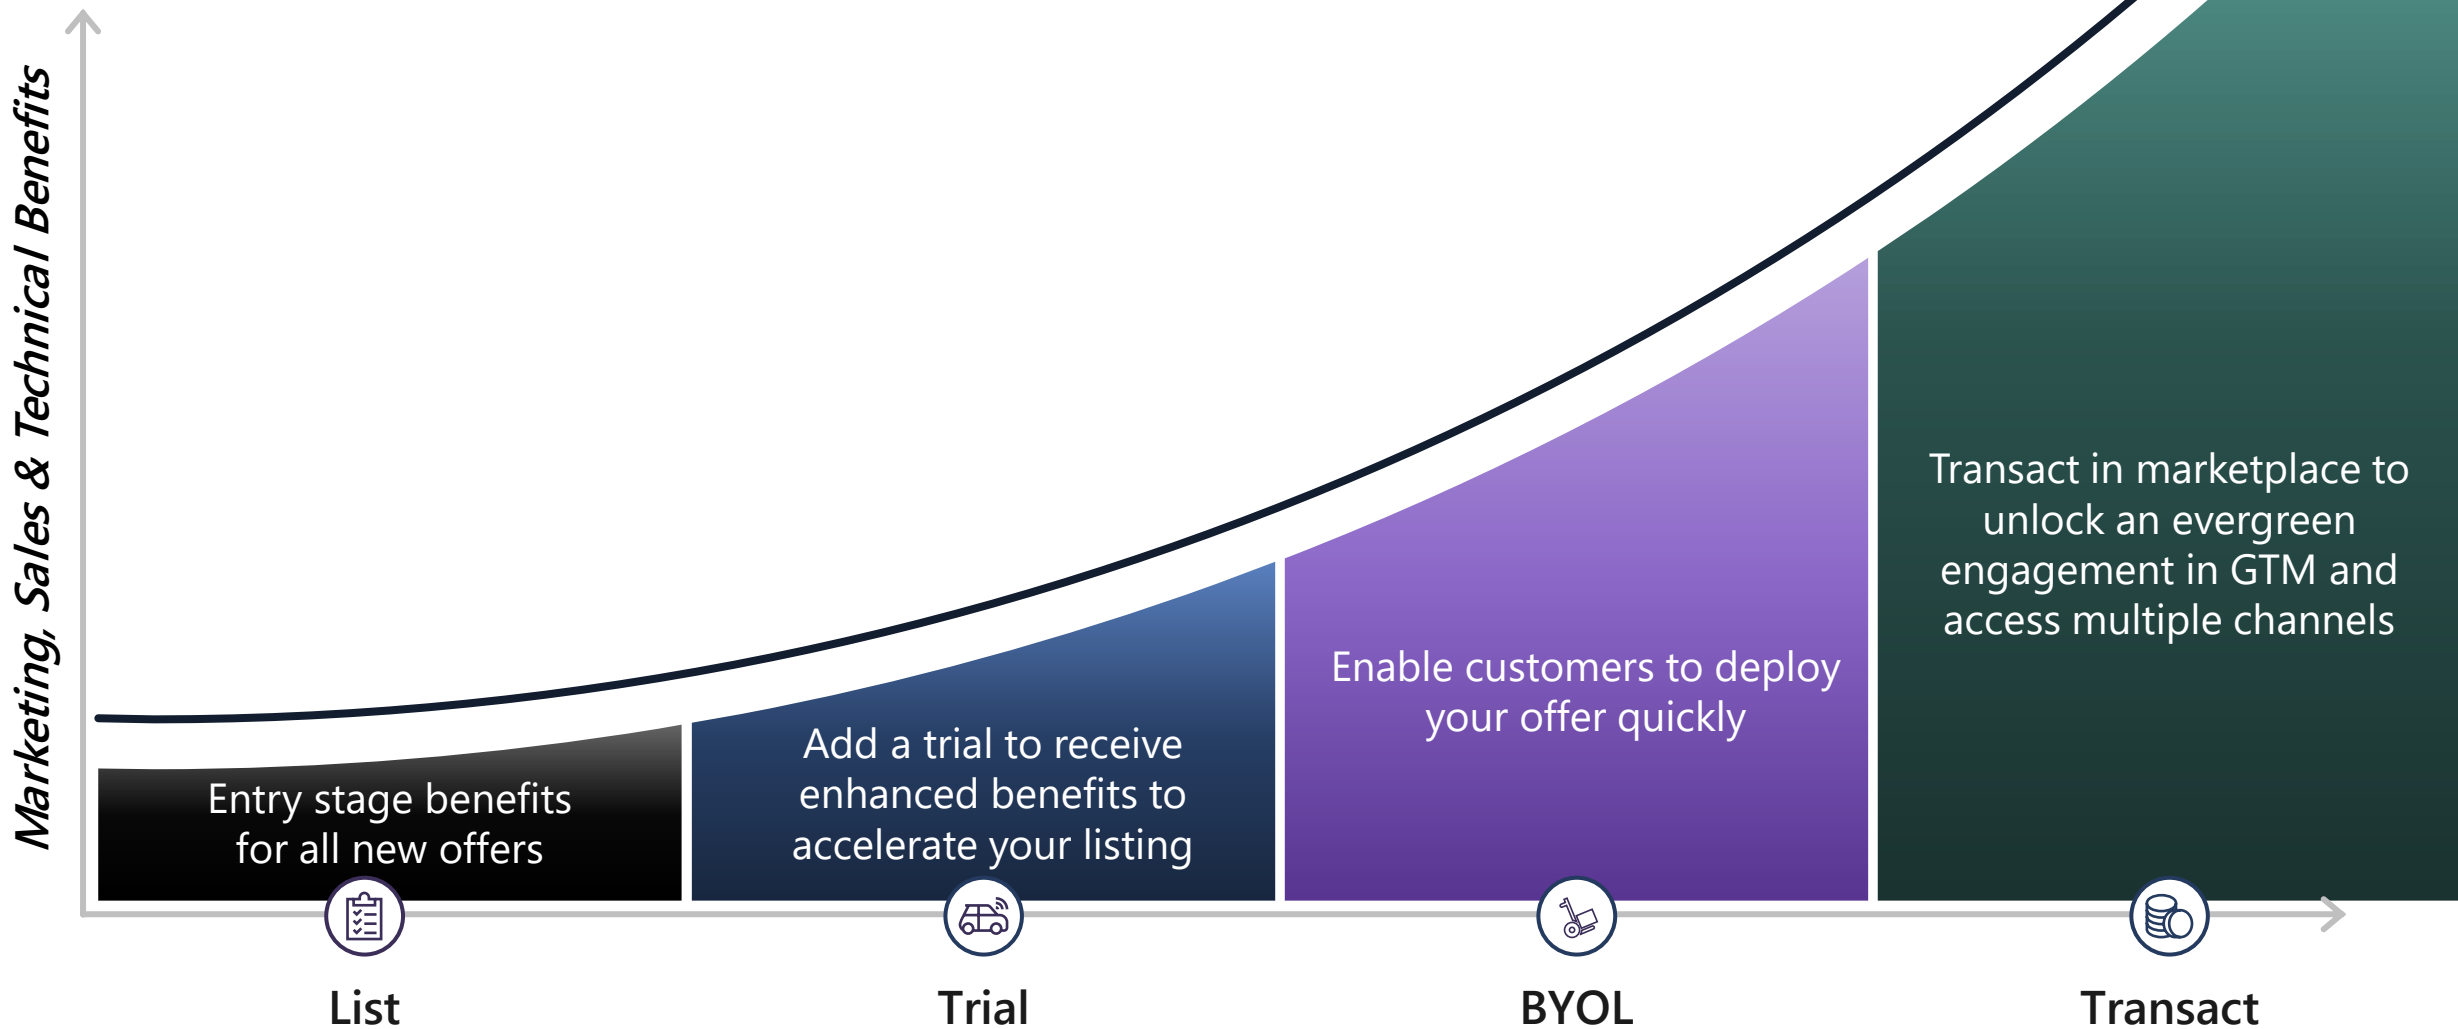 Marketing, Sales & Technical Benefits
Entry stage benefits
for all new offers
Add a trial to receive
enhanced benefits to
accelerate your listing
Enable customers to deploy
your offer quickly
Transact in marketplace to
unlock an evergreen
engagement in GTM and
access multiple channels
List
Trial
BYOL
Transact